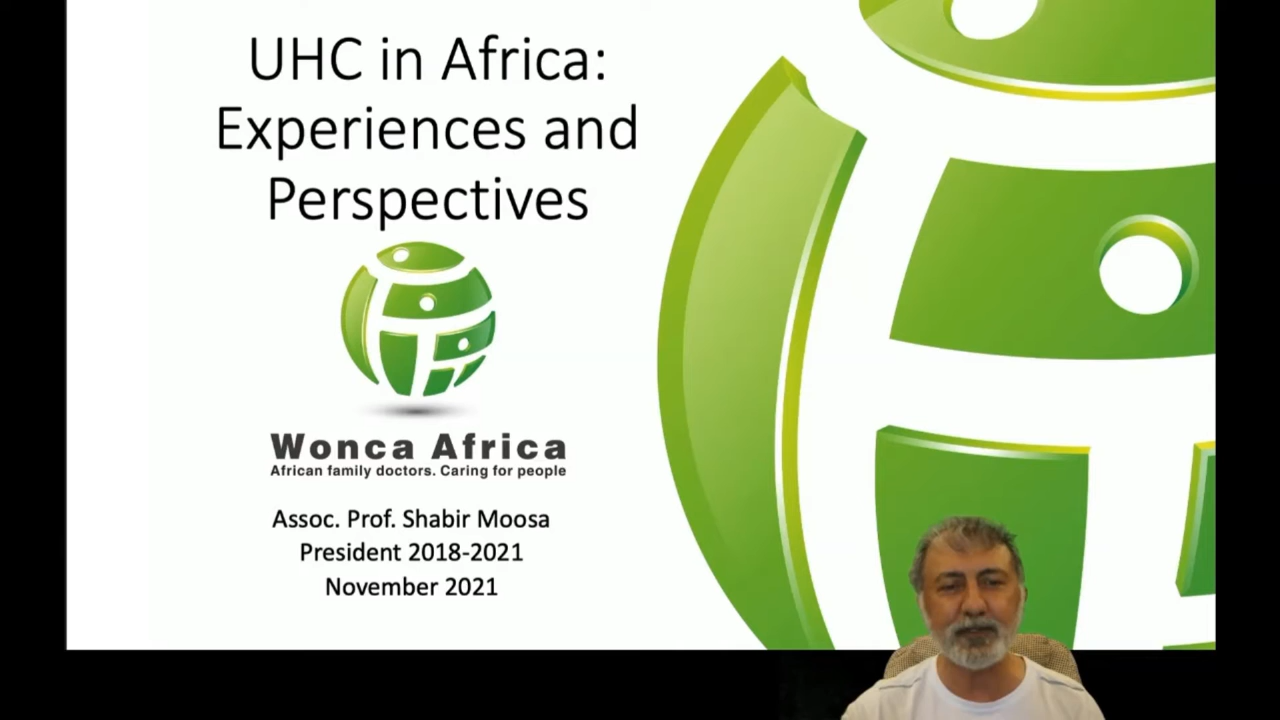 UHC in Africa:
Experiences and
Perspectives
Wonca Africa
African family doctors. Caring for people
Assoc. Prof. Shabir Moosa
President 2018-2021
November 2021